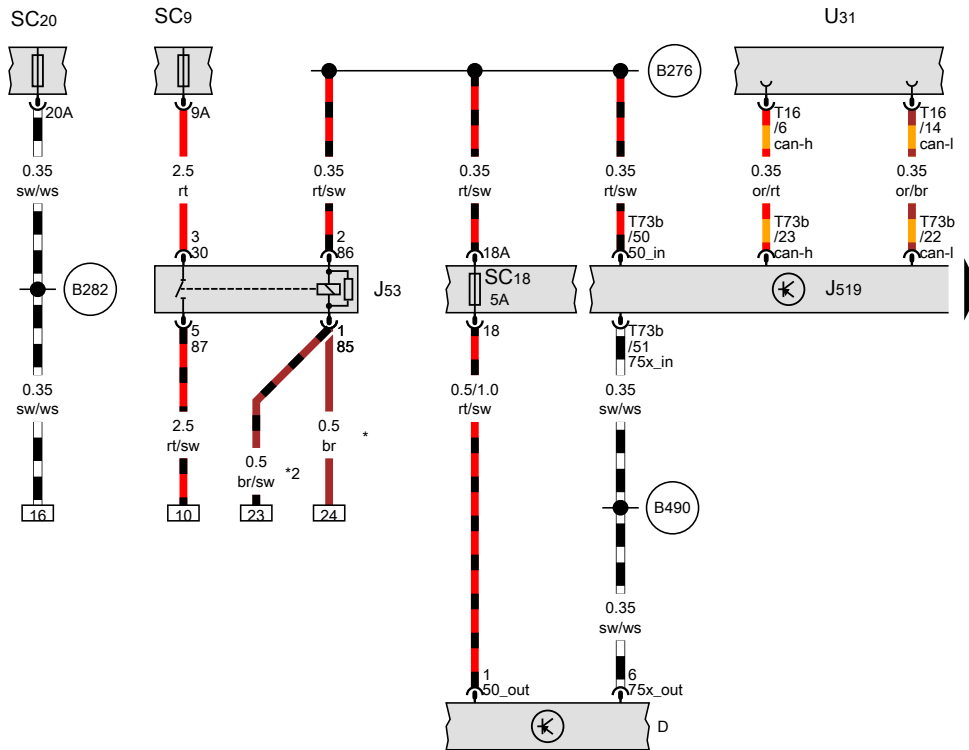 SC20
SC9
U31
B276
20A
9A
T16
/6
can-h
T16
/14
can-l
0.35
sw/ws
2.5
rt
0.35
rt/sw
0.35
rt/sw
0.35
rt/sw
0.35
or/rt
0.35
or/br
3
30
2
86
18A
T73b
/50
50_in
T73b
/23
can-h
T73b
/22
can-l
B282
J53
SC18
5A
J519
5
87
1
85
18
T73b
/51
75x_in
0.35
sw/ws
2.5
rt/sw
0.5
br/sw
*2
0.5
br
*
0.5/1.0
rt/sw
0.35
sw/ws
16
10
23
24
B490
0.35
sw/ws
1
50_out
6
75x_out
D